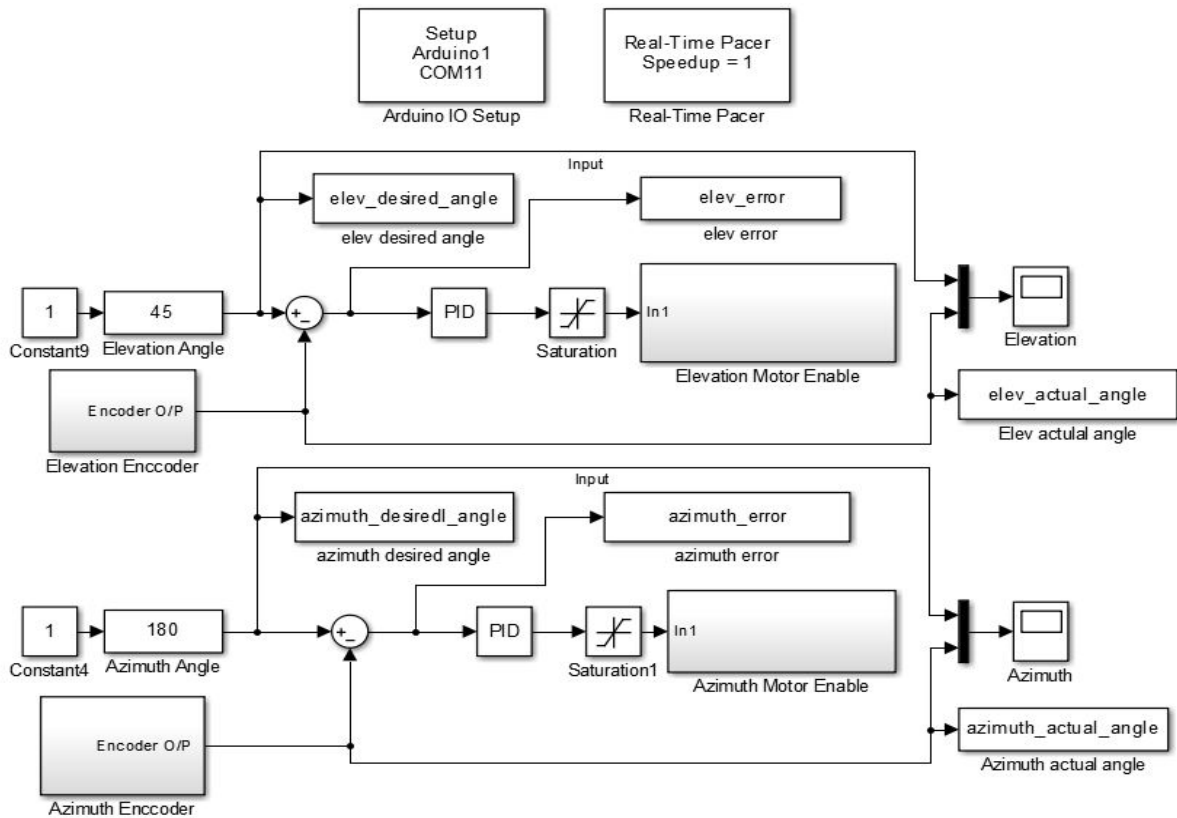 Setup
Arduino1
COM11
Arduino IO Setup
Real-Time Pacer
Speedup = 1
Real-Time Pacer
Input
elev_desired_angle
elev desired angle
elev_error
elev error
1
Constant9
45
Elevation Angle
+
-
PID
Saturation
In1
Elevation Motor Enable
Elevation
Encoder O/P
Elevation Enccoder
elev_actual_angle
Elev actulal angle
Input
azimuth_desiredl_angle
azimuth desired angle
azimuth_error
azimuth error
1
Constant4
180
Azimuth Angle
+
-
PID
Saturation1
In1
Azimuth Motor Enable
Azimuth
Encoder O/P
Azimuth Enccoder
azimuth_actual_angle
Azimuth actual angle